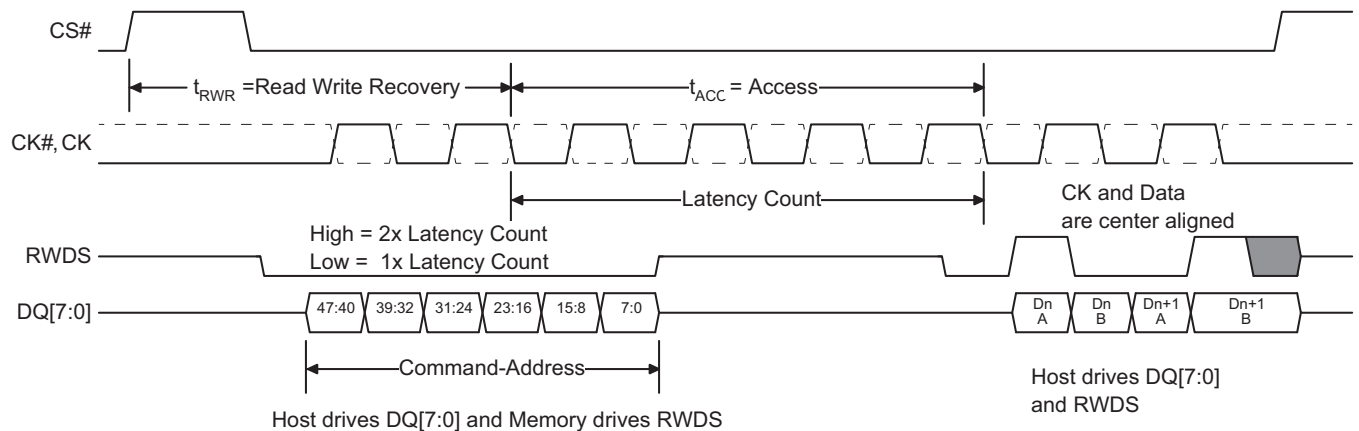 CS#
tRWR =Read Write Recovery
tACC = Access
CK#, CK
Latency Count
CK and Data
are center aligned
High = 2x Latency Count
Low = 1x Latency Count
RWDS
DQ[7:0]
47:40 39:32 31:24 23:16 15:8 7:0
Dn
A
Dn
B
Dn+1
A
Dn+1
B
Command-Address
Host drives DQ[7:0]
and RWDS
Host drives DQ[7:0] and Memory drives RWDS